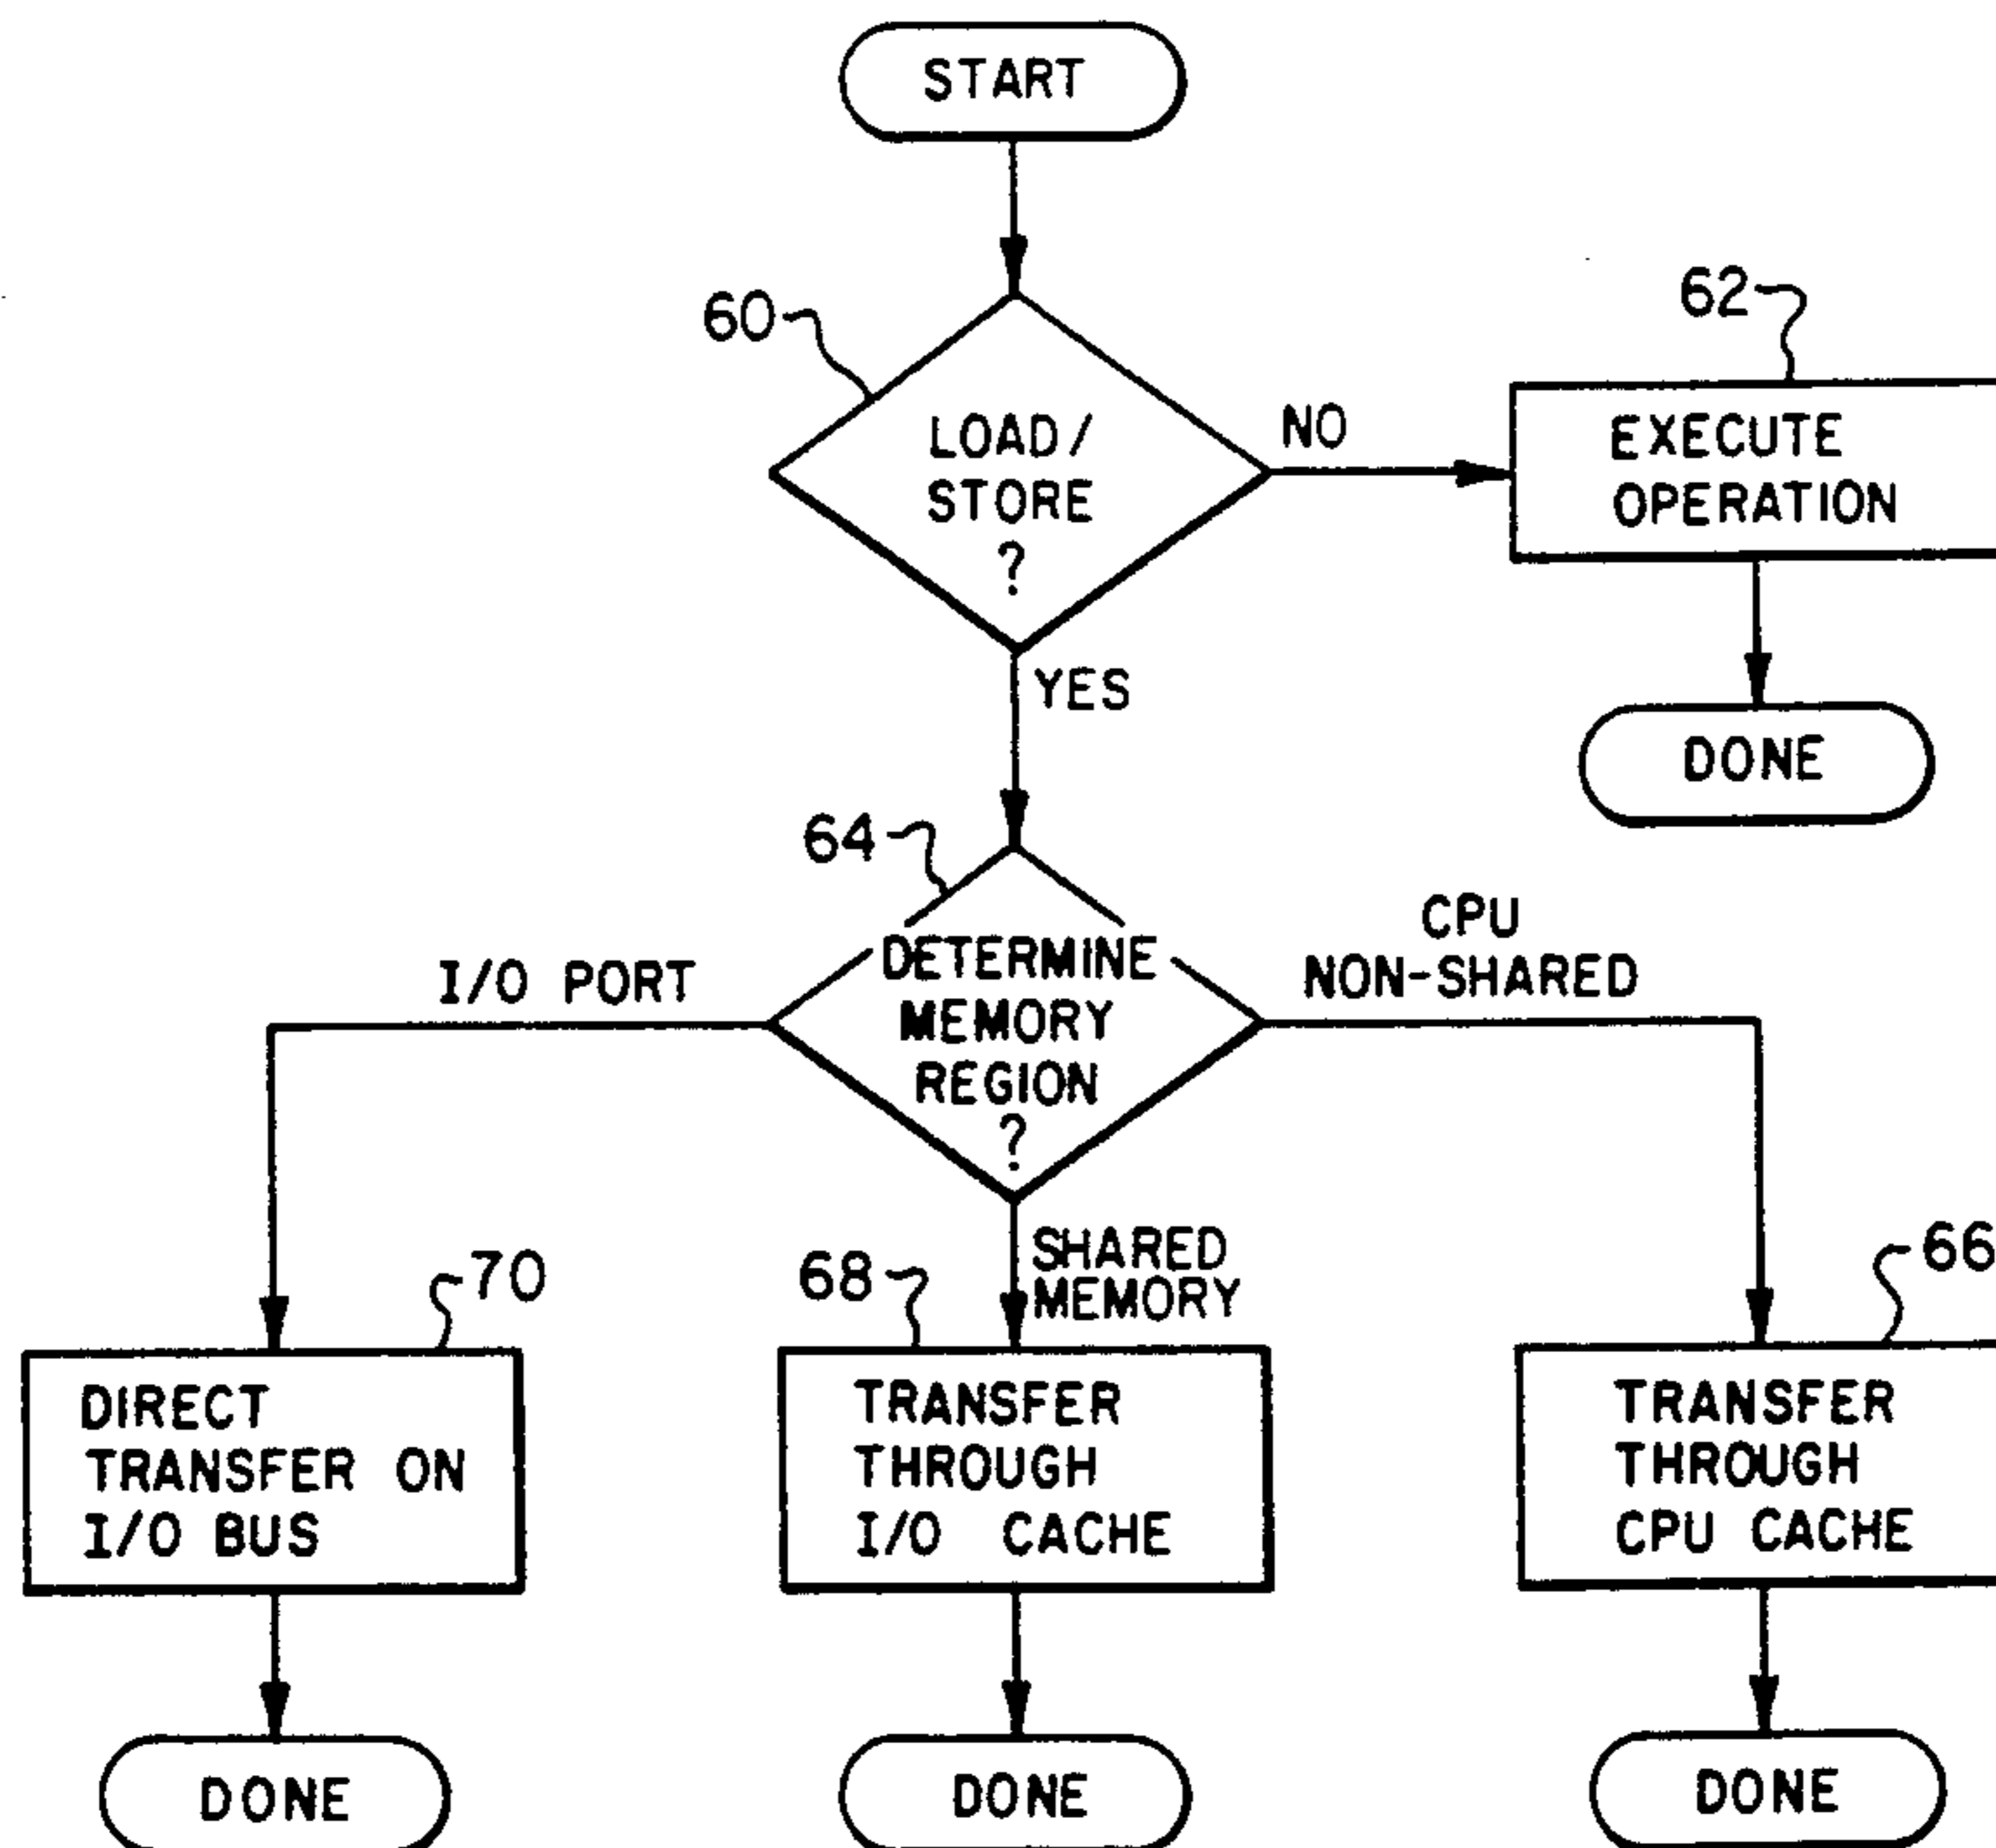 START
60
62
LOAD/
STORE
?
NO
EXECUTE
OPERATION
YES
DONE
64
CPU
NON-SHARED
I/O PORT
DETERMINE
MEMORY
REGION
?
SHARED
MEMORY
70
68
66
DIRECT
TRANSFER ON
I/O BUS
TRANSFER
THROUGH
I/O CACHE
TRANSFER
THROUGH
CPU CACHE
DONE
DONE
DONE